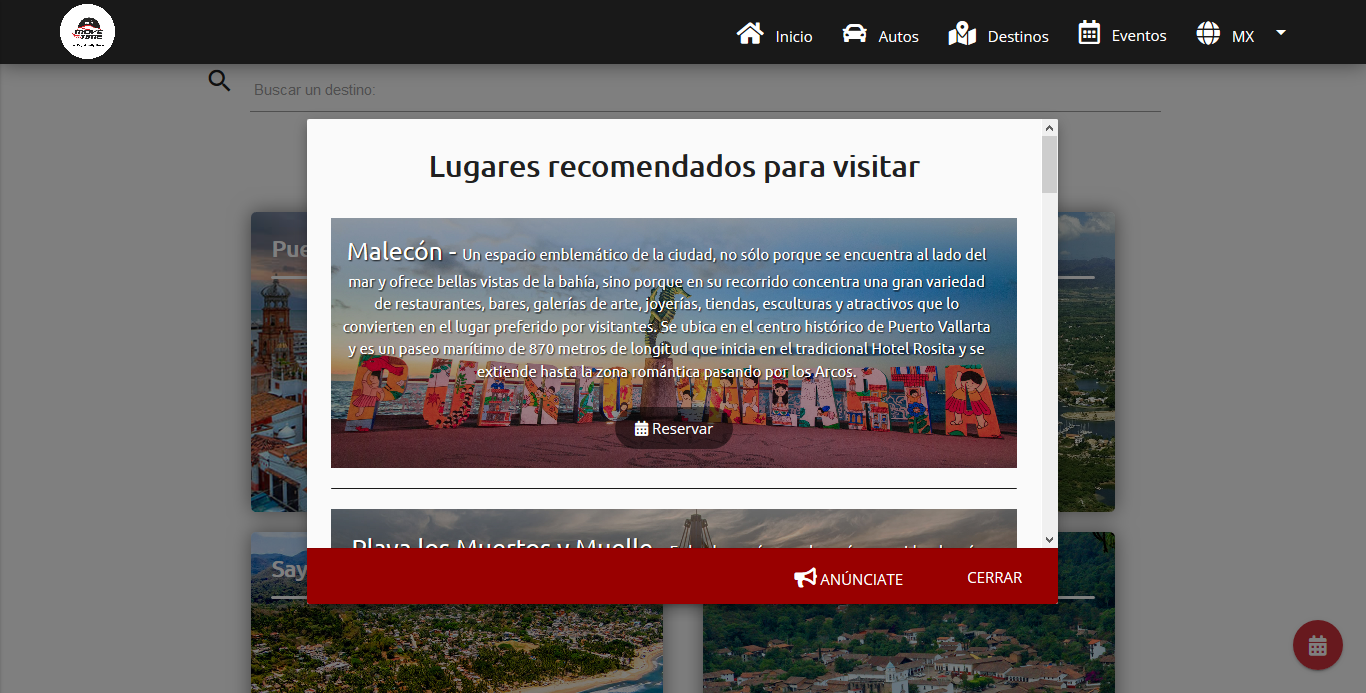 MOVE
Inicio
Autos
Destinos
Eventos
MX
Buscar un destino:
Lugares recomendados para visitar
Pue
Malecón - Un espacio emblemático de la ciudad, no sólo porque se encuentra al lado del
mar y ofrece bellas vistas de la bahía, sino porque en su recorrido concentra una gran variedad
de restaurantes, bares, galerías de arte, joyerías, tiendas, esculturas y atractivos que lo
convierten en el lugar preferido por visitantes. Se ubica en el centro histórico de Puerto Vallarta
y es un paseo marítimo de 870 metros de longitud que inicia en el tradicional Hotel Rosita y se
extiende hasta la zona romántica pasando por los Arcos.
PUERTO VALLARTA
Reservar
Playa los Muertos y Muelle -
Say
ANÚNCIATE
CERRAR